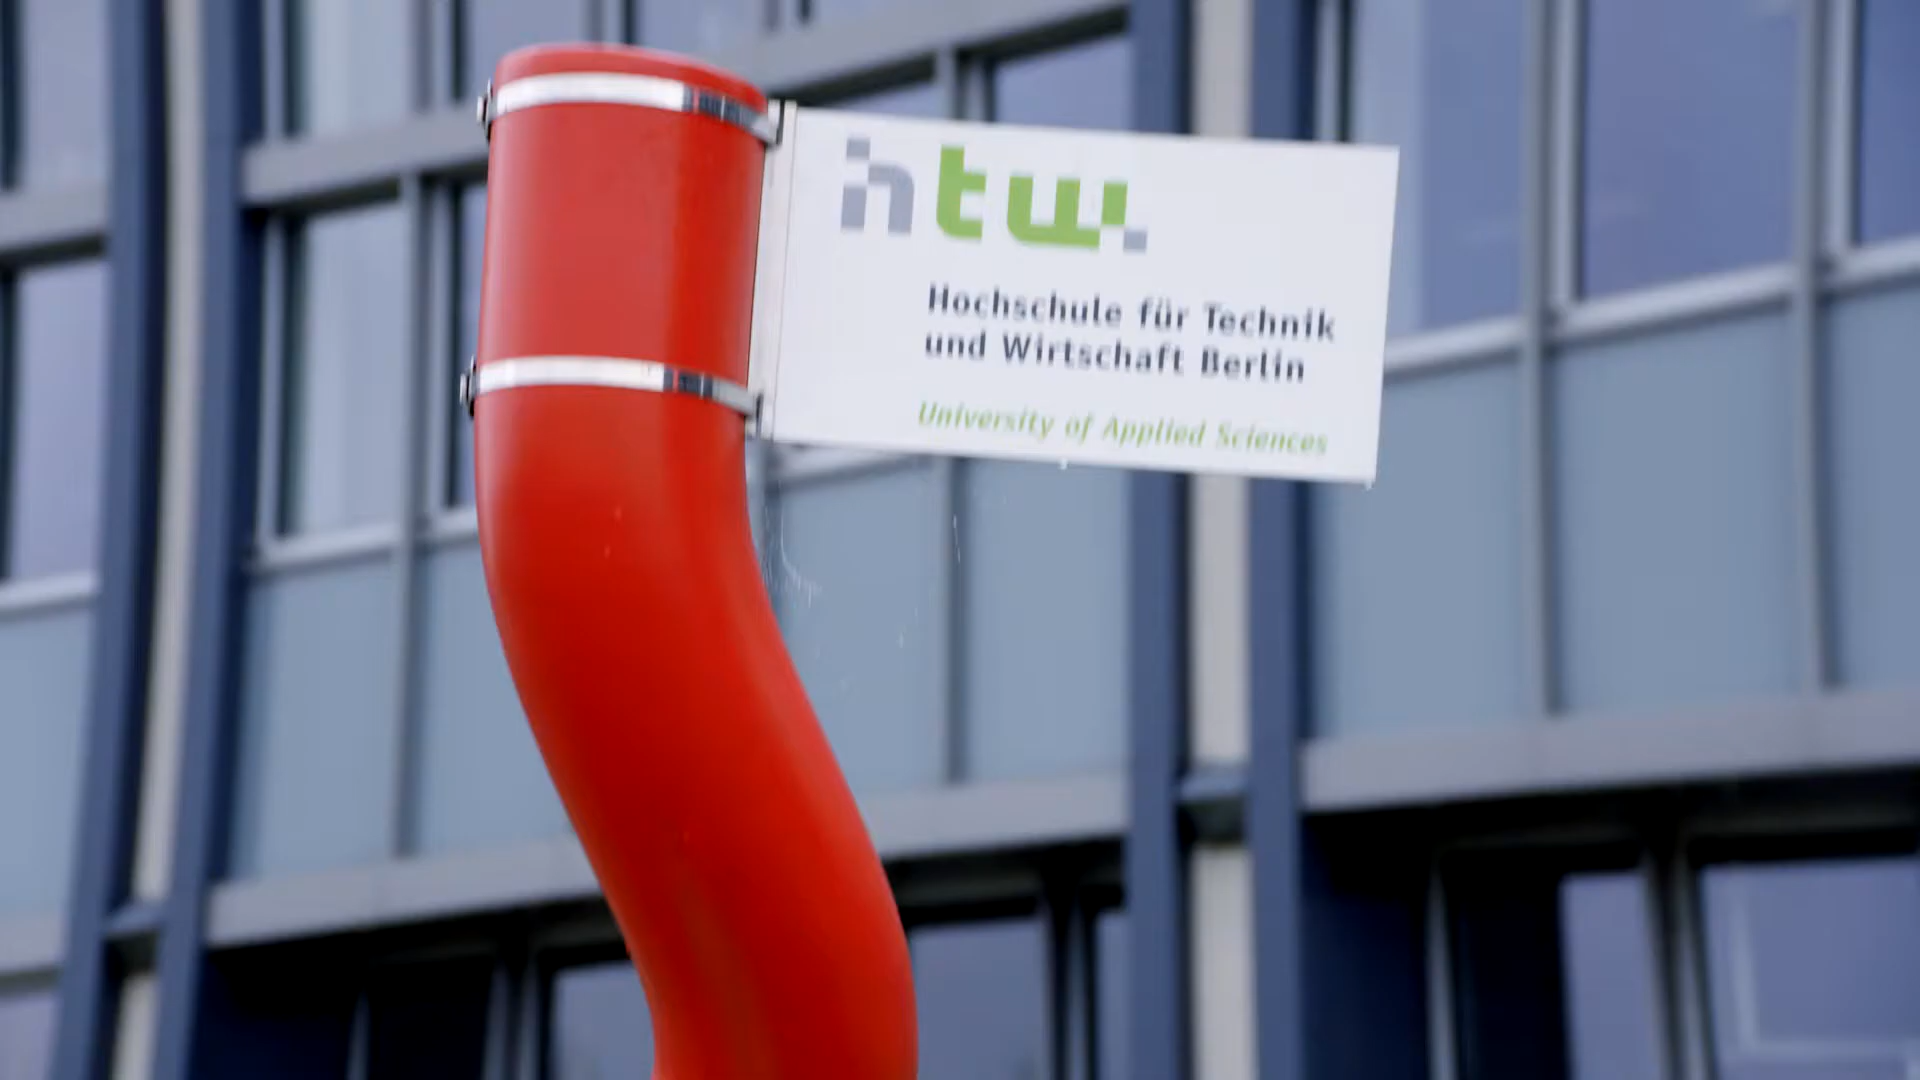 htw.
Hochschule für Technik
und Wirtschaft Berlin
University of Applied Sciences